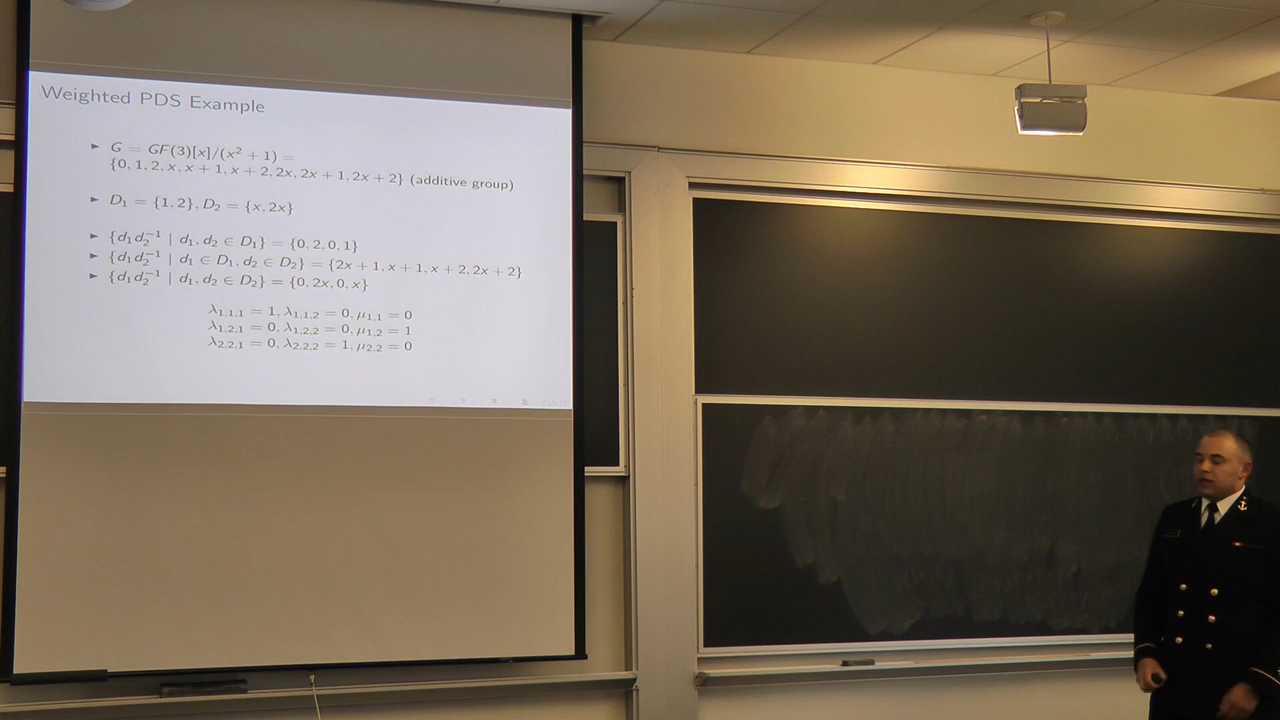 Weighted PDS Example
► G = GF(3)[x]/(x² + 1) =
{0, 1, 2, x, x + 1, x + 2, 2x, 2x + 1, 2x + 2} (additive group)
► D₁ = {1, 2}, D₂ = {x, 2x}
► {d₁d₂⁻¹ | d₁, d₂ ∈ D₁} = {0, 2, 0, 1}
► {d₁d₂⁻¹ | d₁ ∈ D₁, d₂ ∈ D₂} = {2x + 1, x + 1, x + 2, 2x + 2}
► {d₁d₂⁻¹ | d₁, d₂ ∈ D₂} = {0, 2x, 0, x}
λ₁,₁,₁ = 1, λ₁,₁,₂ = 0, μ₁,₁ = 0
λ₁,₂,₁ = 0, λ₁,₂,₂ = 0, μ₁,₂ = 1
λ₂,₂,₁ = 0, λ₂,₂,₂ = 1, μ₂,₂ = 0